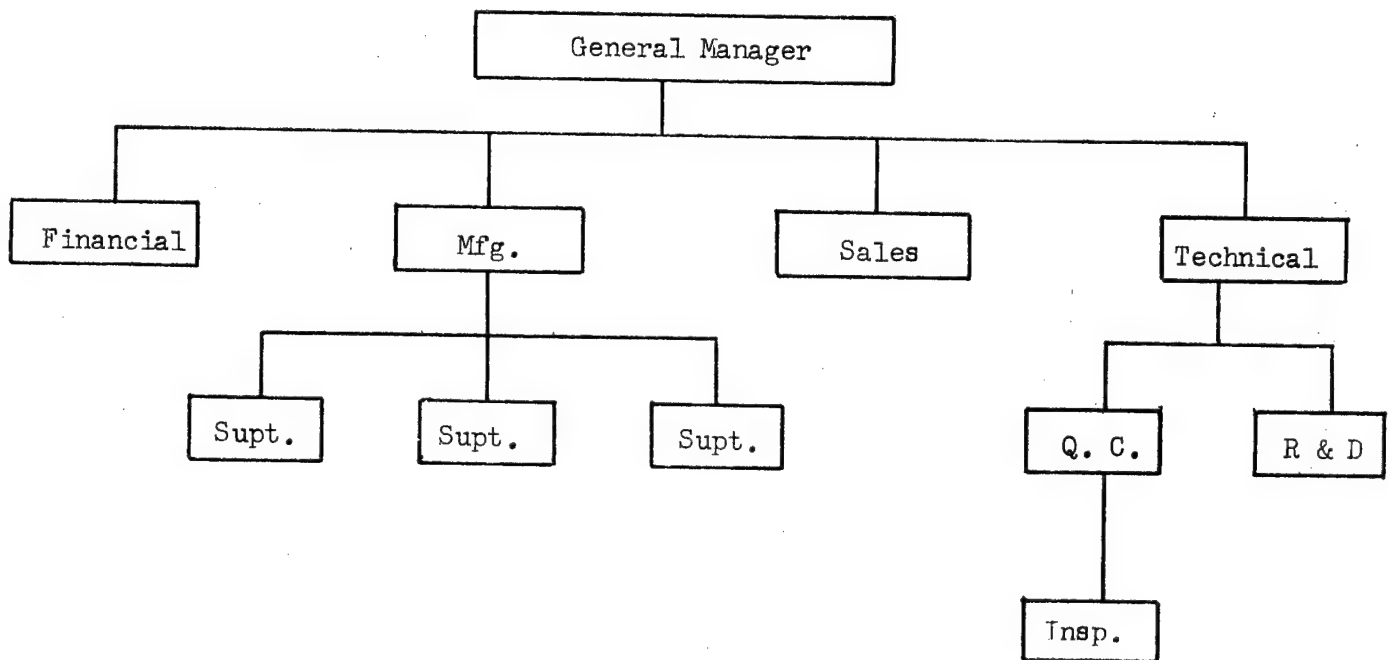 General Manager
Financial
Mfg.
Sales
Technical
Supt.
Supt.
Supt.
Q. C.
R & D
Insp.